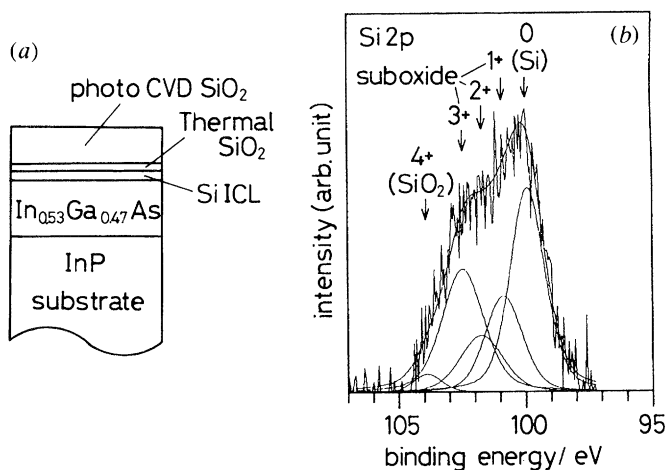 (a)
photo CVD SiO₂
Thermal
SiO₂
Si ICL
In₀.₅₃Ga₀.₄₇As
InP
substrate
(b)
Si 2p
suboxide
0
(Si)
1+
2+
3+
4+
(SiO₂)
intensity (arb. unit)
105
100
95
binding energy/ eV